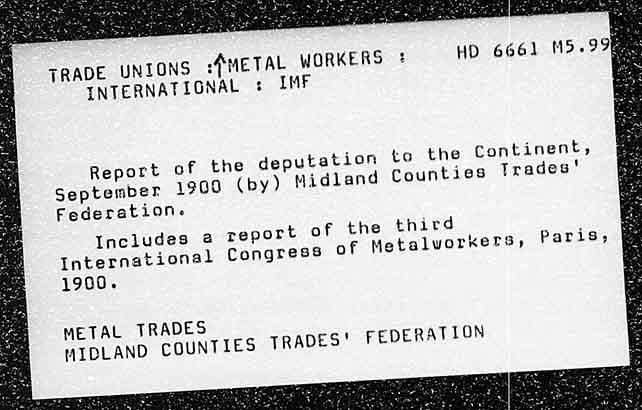 TRADE UNIONS :↑METAL WORKERS : HD 6661 M5.99
INTERNATIONAL : IMF
Report of the deputation to the Continent,
September 1900 (by) Midland Counties Trades'
Federation.
Includes a report of the third
International Congress of Metalworkers, Paris,
1900.
METAL TRADES
MIDLAND COUNTIES TRADES' FEDERATION